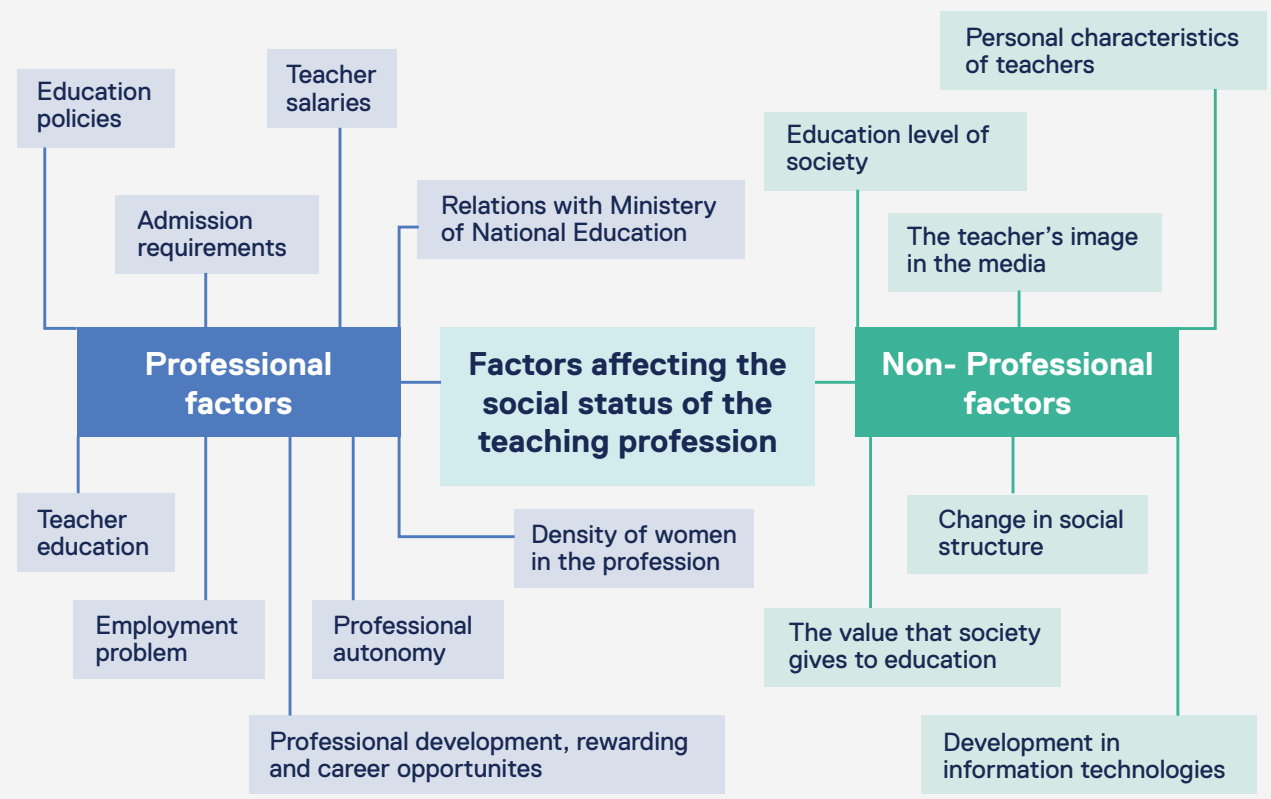 Personal characteristics
of teachers
Teacher
salaries
Education
policies
Education level of
society
Relations with Ministery
of National Education
Admission
requirements
The teacher's image
in the media
Professional
factors
Factors affecting the
social status of the
teaching profession
Non- Professional
factors
Teacher
education
Density of women
in the profession
Change in social
structure
Employment
problem
Professional
autonomy
The value that society
gives to education
Professional development, rewarding
and career opportunites
Development in
information technologies